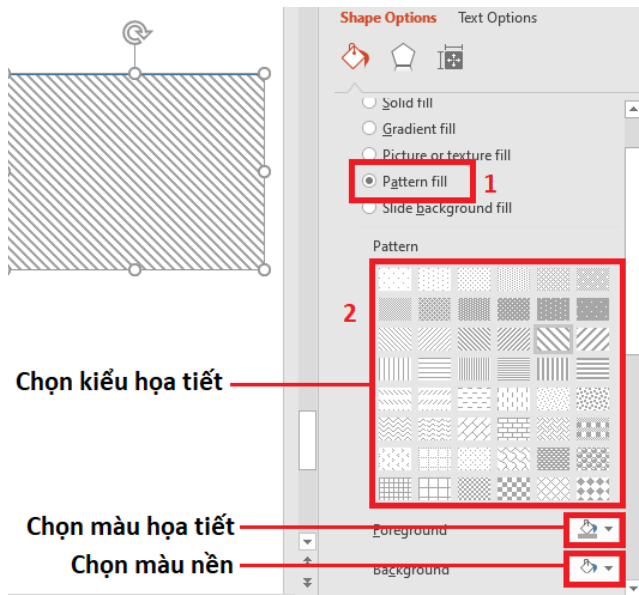 Shape Options Text Options
Solid fill
Gradient fill
Picture or texture fill
Pattern fill
1
Slide background fill
Pattern
2
Chọn kiểu họa tiết
Chọn màu họa tiết
Foreground
Chọn màu nền
Background